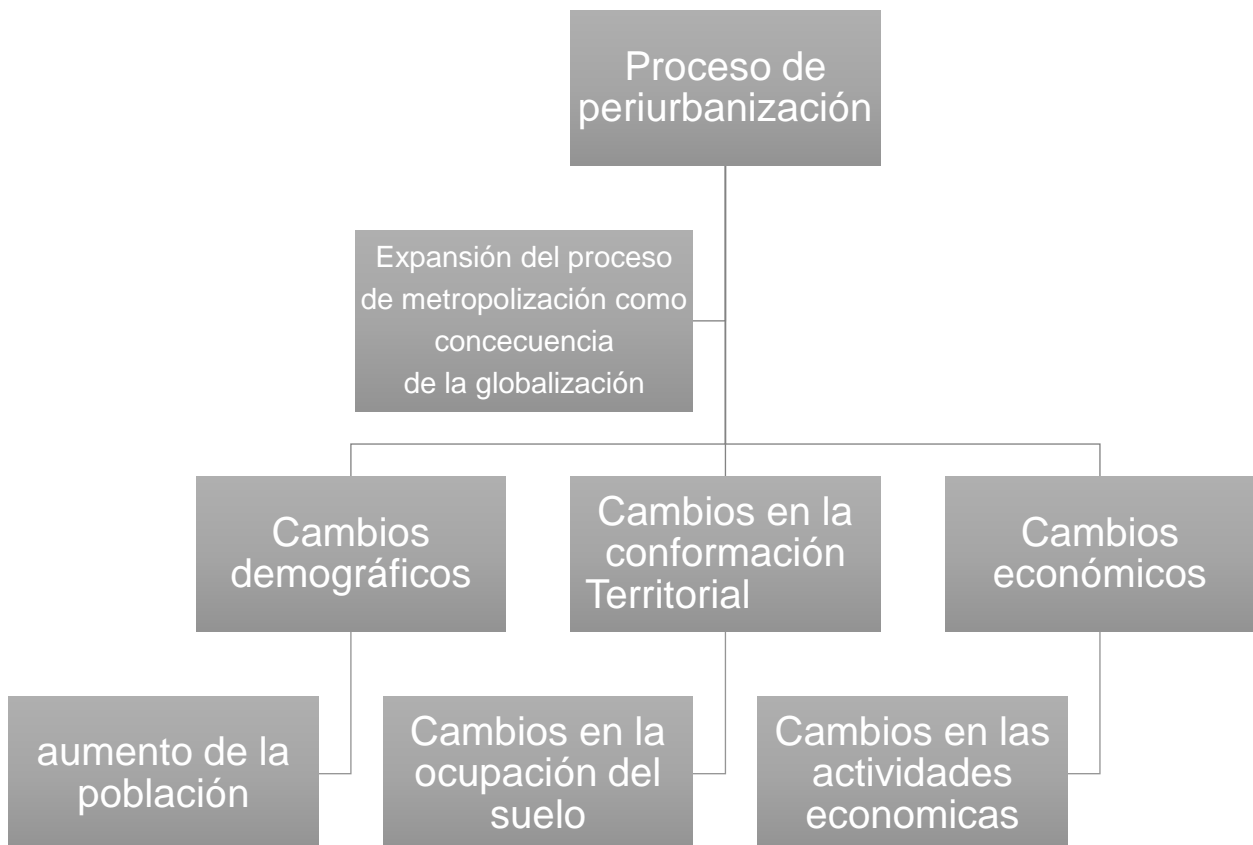 Proceso de
periurbanización
Expansión del proceso
de metropolización como
concecuencia
de la globalización
Cambios
demográficos
Cambios en la
conformación
Territorial
Cambios
económicos
aumento de la
población
Cambios en la
ocupación del
suelo
Cambios en las
actividades
economicas